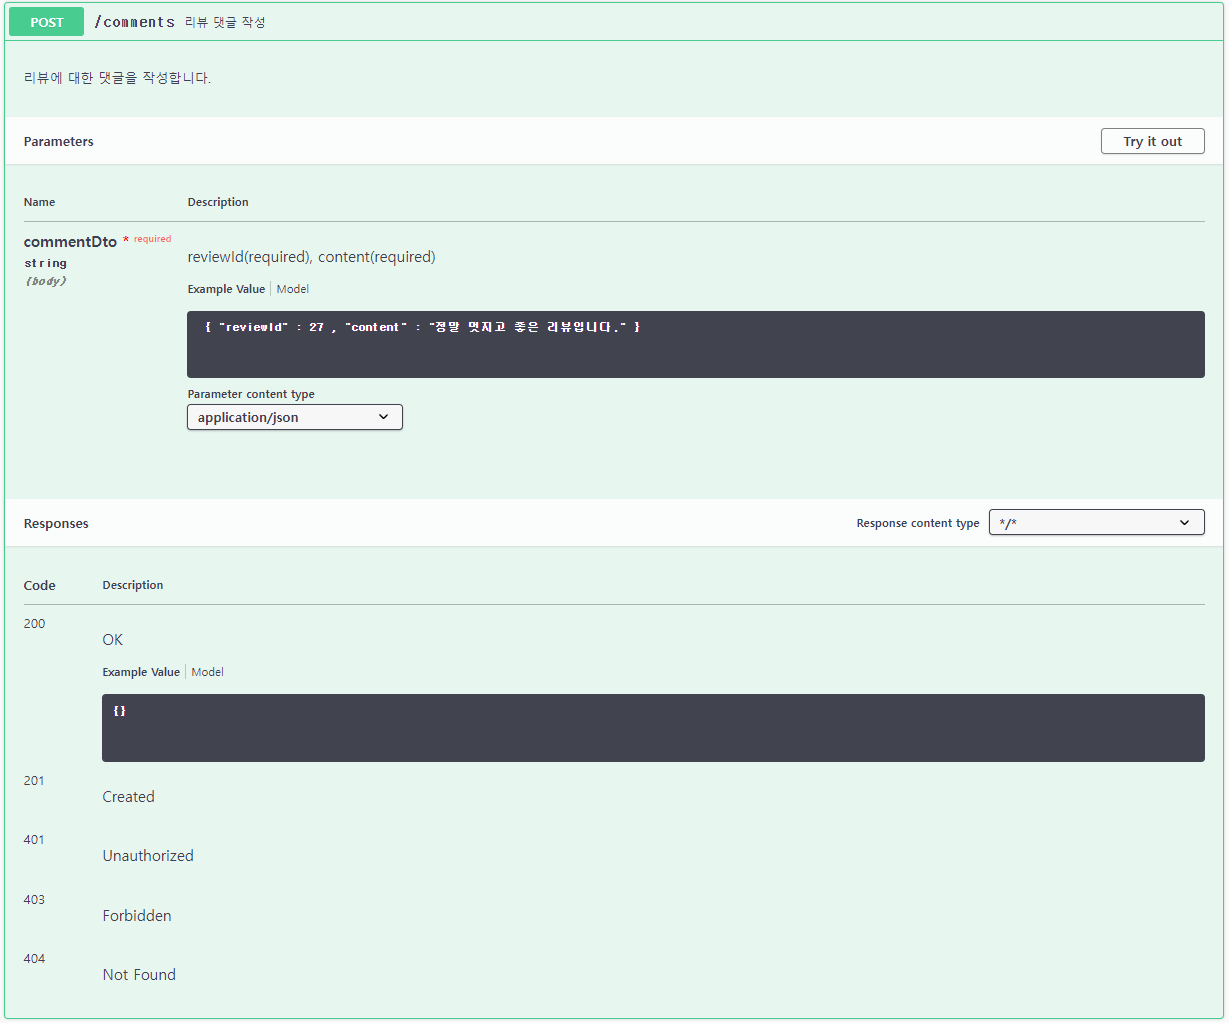 POST /comments 리뷰 댓글 작성
리뷰에 대한 댓글을 작성합니다.
Parameters Try it out
Name Description
commentDto * required
string
(body)
reviewId(required), content(required)
Example Value Model
{ "reviewId" : 27 , "content" : "정말 멋지고 좋은 리뷰입니다." }
Parameter content type
application/json
Responses Response content type */*
Code Description
200
OK
Example Value Model
{}
201
Created
401
Unauthorized
403
Forbidden
404
Not Found